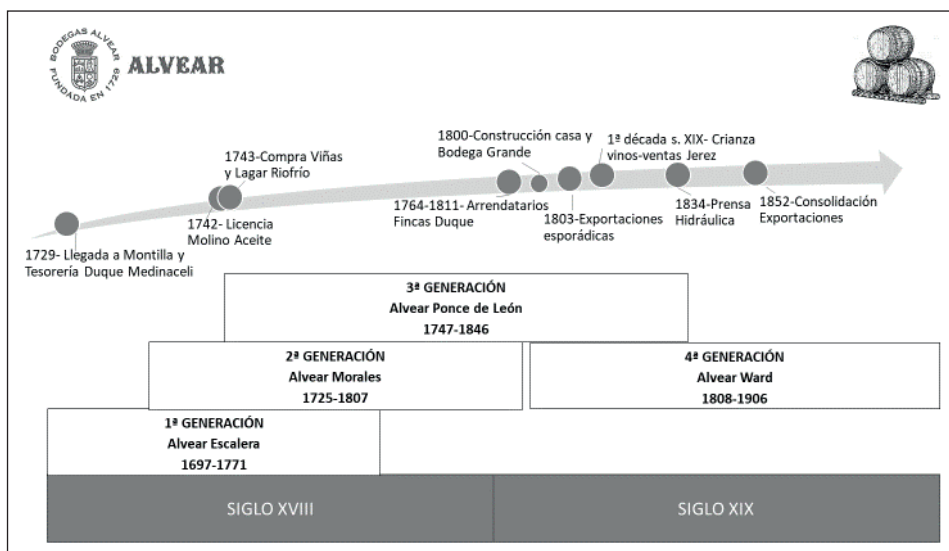 BODEGAS ALVEAR
FUNDADA EN 1729
ALVEAR
1729- Llegada a Montilla y
Tesorería Duque Medinaceli
1742- Licencia
Molino Aceite
1743-Compra Viñas
y Lagar Riofrío
1764-1811- Arrendatarios
Fincas Duque
1800-Construcción casa y
Bodega Grande
1803-Exportaciones
esporádicas
1ª década s. XIX- Crianza
vinos-ventas Jerez
1834-Prensa
Hidráulica
1852-Consolidación
Exportaciones
3ª GENERACIÓN
Alvear Ponce de León
1747-1846
2ª GENERACIÓN
Alvear Morales
1725-1807
4ª GENERACIÓN
Alvear Ward
1808-1906
1ª GENERACIÓN
Alvear Escalera
1697-1771
SIGLO XVIII
SIGLO XIX